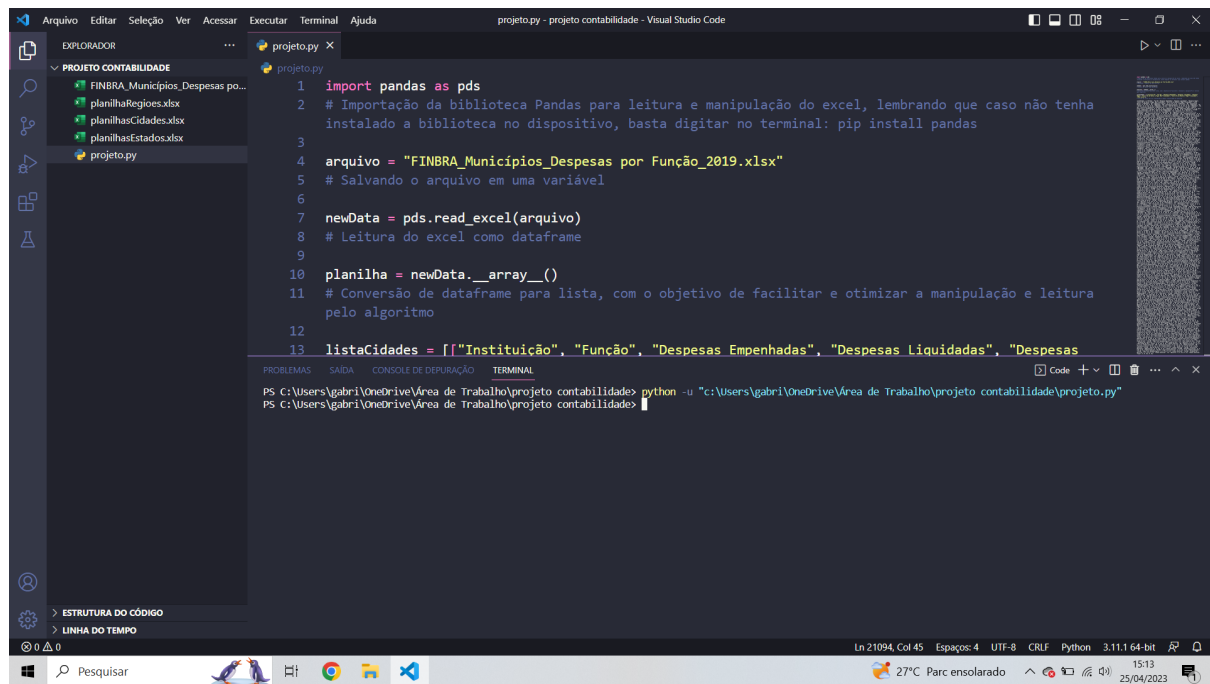 Arquivo Editar Seleção Ver Acessar Executar Terminal Ajuda projeto.py - projeto contabilidade - Visual Studio Code
EXPLORADOR
PROJETO CONTABILIDADE
FINBRA_Municípios_Despesas po...
planilhaRegioes.xlsx
planilhasCidades.xlsx
planilhasEstados.xlsx
projeto.py
ESTRUTURA DO CÓDIGO
LINHA DO TEMPO
projeto.py
projeto.py
1 import pandas as pds
2 # Importação da biblioteca Pandas para leitura e manipulação do excel, lembrando que caso não tenha
instalado a biblioteca no dispositivo, basta digitar no terminal: pip install pandas
3
4 arquivo = "FINBRA_Municípios_Despesas por Função_2019.xlsx"
5 # Salvando o arquivo em uma variável
6
7 newData = pds.read_excel(arquivo)
8 # Leitura do excel como dataframe
9
10 planilha = newData.__array__()
11 # Conversão de dataframe para lista, com o objetivo de facilitar e otimizar a manipulação e leitura
pelo algoritmo
12
13 listaCidades = [["Instituição", "Função", "Despesas Empenhadas", "Despesas Liquidadas", "Despesas
PROBLEMAS SAÍDA CONSOLE DE DEPURAÇÃO TERMINAL Code
PS C:\Users\gabri\OneDrive\Área de Trabalho\projeto contabilidade> python -u "c:\Users\gabri\OneDrive\Área de Trabalho\projeto contabilidade\projeto.py"
PS C:\Users\gabri\OneDrive\Área de Trabalho\projeto contabilidade>
0 0 Ln 21094, Col 45 Espaços: 4 UTF-8 CRLF Python 3.11.1 64-bit
Pesquisar 27°C Parc ensolarado 15:13
25/04/2023
1